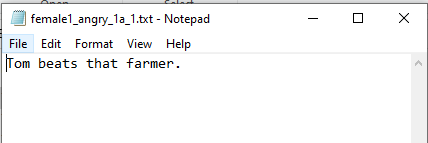 female1_angry_1a_1.txt - Notepad
File Edit Format View Help
Tom beats that farmer.